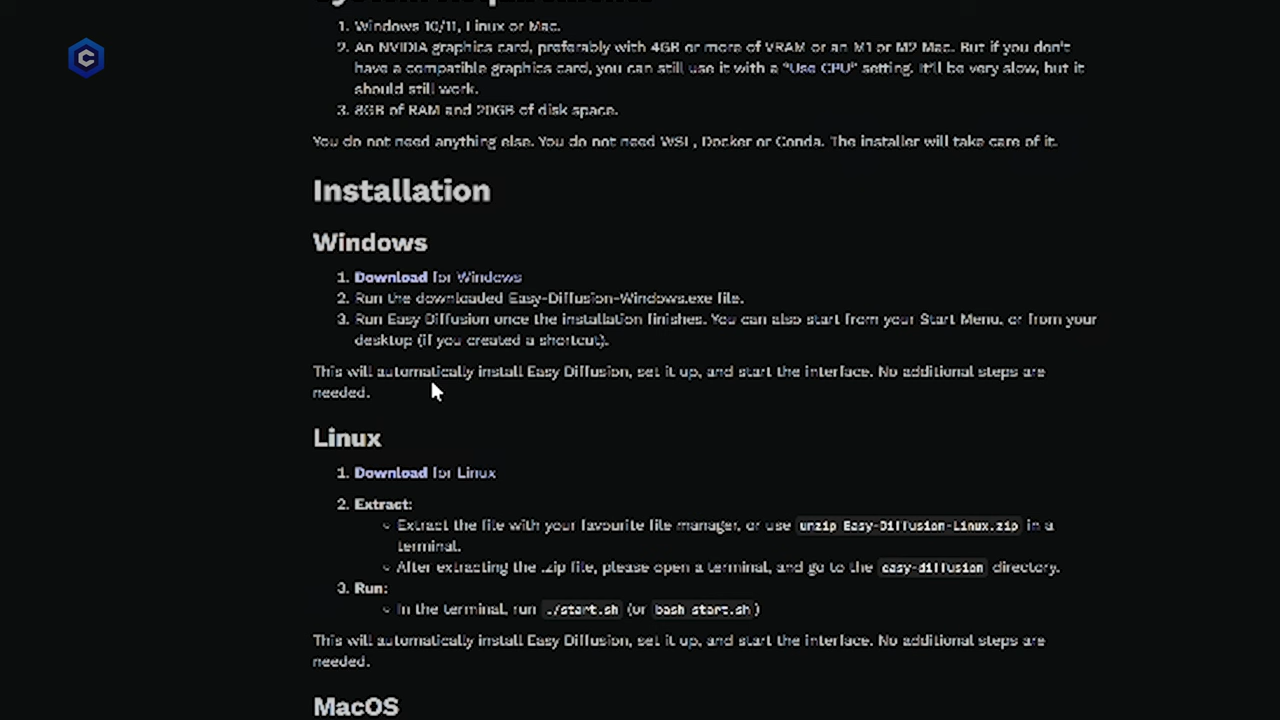 System Requirements
1. Windows 10/11, Linux or Mac.
2. An NVIDIA graphics card, preferably with 4GB or more of VRAM or an M1 or M2 Mac. But if you don't
have a compatible graphics card, you can still use it with a "Use CPU" setting. It'll be very slow, but it
should still work.
3. 8GB of RAM and 20GB of disk space.
You do not need anything else. You do not need WSL, Docker or Conda. The installer will take care of it.
Installation
Windows
1. Download for Windows
2. Run the downloaded Easy-Diffusion-Windows.exe file.
3. Run Easy Diffusion once the installation finishes. You can also start from your Start Menu, or from your
desktop (if you created a shortcut).
This will automatically install Easy Diffusion, set it up, and start the interface. No additional steps are
needed.
Linux
1. Download for Linux
2. Extract:
◦ Extract the file with your favourite file manager, or use unzip Easy-Diffusion-Linux.zip in a
terminal.
◦ After extracting the .zip file, please open a terminal, and go to the easy-diffusion directory.
3. Run:
◦ In the terminal, run ./start.sh (or bash start.sh)
This will automatically install Easy Diffusion, set it up, and start the interface. No additional steps are
needed.
MacOS